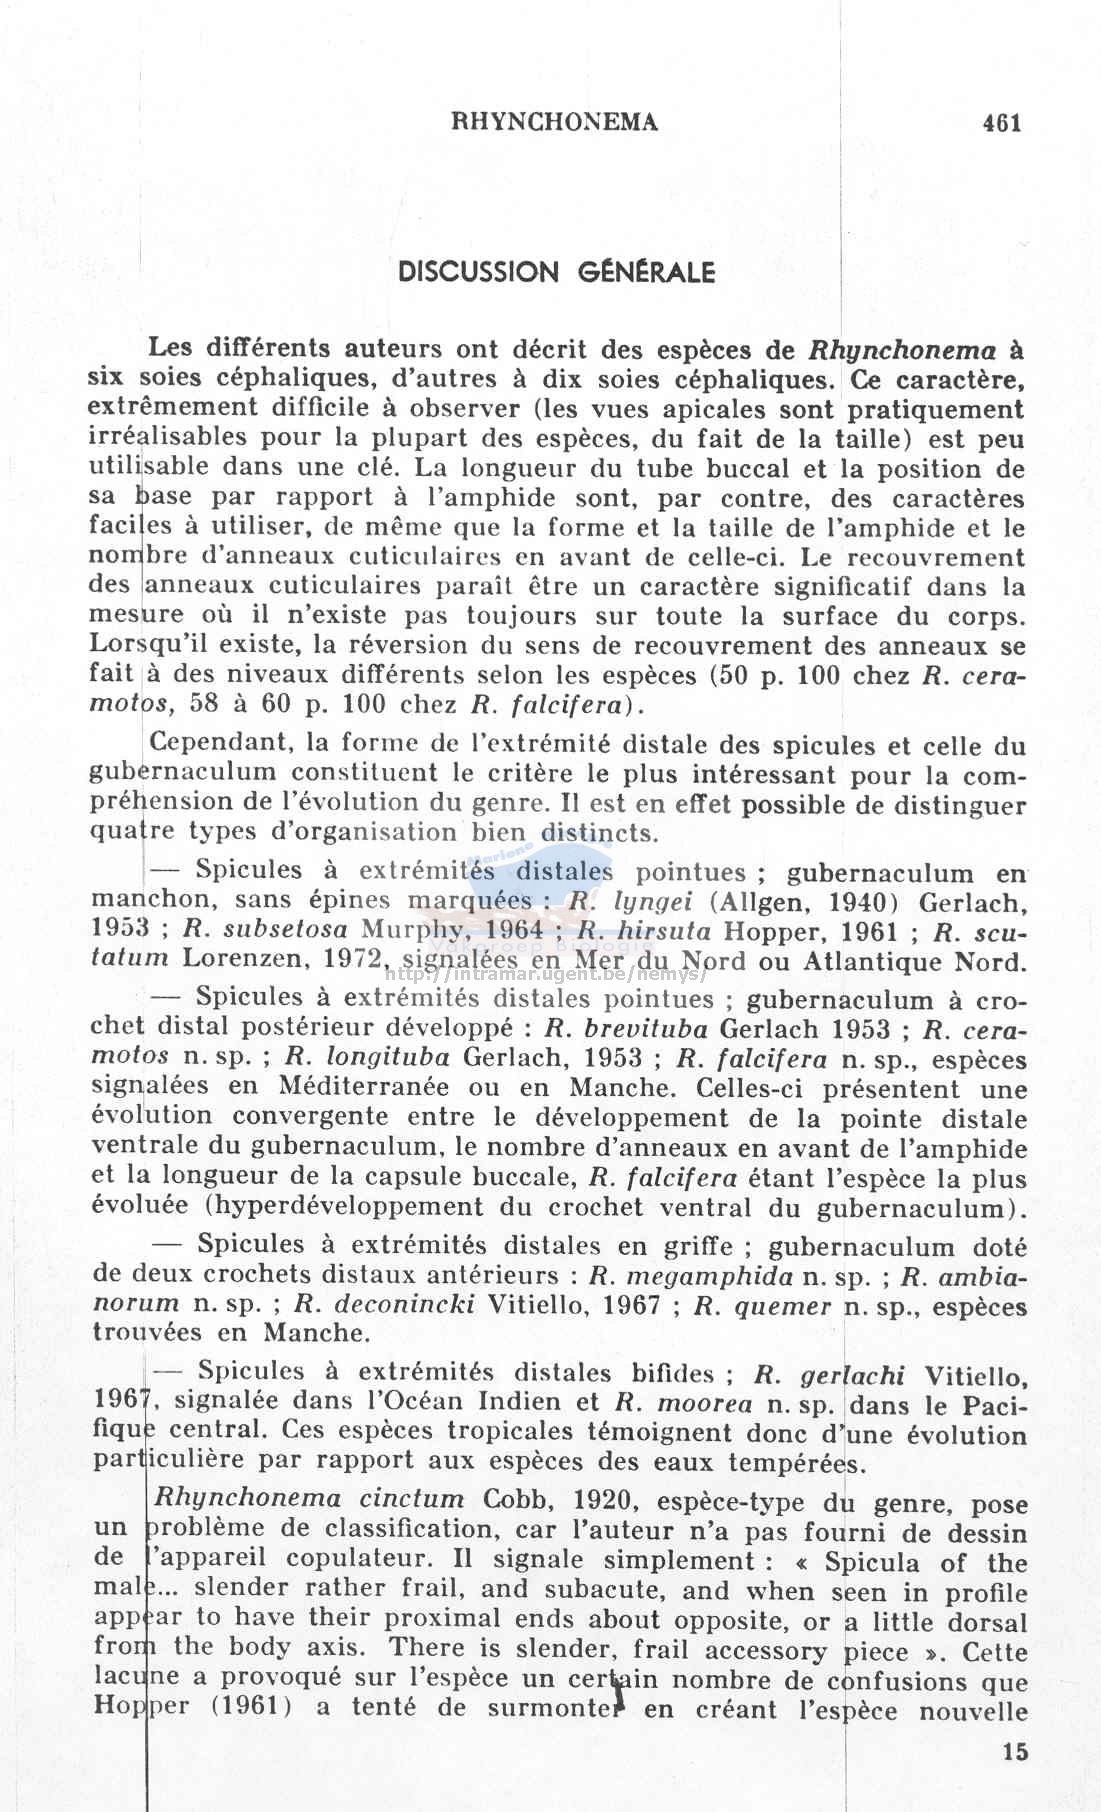 RHYNCHONEMA 461
DISCUSSION GÉNÉRALE
Les différents auteurs ont décrit des espèces de Rhynchonema à
six soies céphaliques, d'autres à dix soies céphaliques. Ce caractère,
extrêmement difficile à observer (les vues apicales sont pratiquement
irréalisables pour la plupart des espèces, du fait de la taille) est peu
utilisable dans une clé. La longueur du tube buccal et la position de
sa base par rapport à l'amphide sont, par contre, des caractères
faciles à utiliser, de même que la forme et la taille de l'amphide et le
nombre d'anneaux cuticulaires en avant de celle-ci. Le recouvrement
des anneaux cuticulaires paraît être un caractère significatif dans la
mesure où il n'existe pas toujours sur toute la surface du corps.
Lorsqu'il existe, la réversion du sens de recouvrement des anneaux se
fait à des niveaux différents selon les espèces (50 p. 100 chez R. cera-
motos, 58 à 60 p. 100 chez R. falcifera).
Cependant, la forme de l'extrémité distale des spicules et celle du
gubernaculum constituent le critère le plus intéressant pour la com-
préhension de l'évolution du genre. Il est en effet possible de distinguer
quatre types d'organisation bien distincts.
— Spicules à extrémités distales pointues ; gubernaculum en
manchon, sans épines marquées : R. lyngei (Allgen, 1940) Gerlach,
1953 ; R. subsetosa Murphy, 1964 ; R. hirsuta Hopper, 1961 ; R. scu-
tatum Lorenzen, 1972, signalées en Mer du Nord ou Atlantique Nord.
Vakgroep Biologie
http://intramar.ugent.be/nemys/
— Spicules à extrémités distales pointues ; gubernaculum à cro-
chet distal postérieur développé : R. brevituba Gerlach 1953 ; R. cera-
motos n. sp. ; R. longituba Gerlach, 1953 ; R. falcifera n. sp., espèces
signalées en Méditerranée ou en Manche. Celles-ci présentent une
évolution convergente entre le développement de la pointe distale
ventrale du gubernaculum, le nombre d'anneaux en avant de l'amphide
et la longueur de la capsule buccale, R. falcifera étant l'espèce la plus
évoluée (hyperdéveloppement du crochet ventral du gubernaculum).
— Spicules à extrémités distales en griffe ; gubernaculum doté
de deux crochets distaux antérieurs : R. megamphida n. sp. ; R. ambia-
norum n. sp. ; R. deconincki Vitiello, 1967 ; R. quemer n. sp., espèces
trouvées en Manche.
— Spicules à extrémités distales bifides ; R. gerlachi Vitiello,
1967, signalée dans l'Océan Indien et R. moorea n. sp. dans le Paci-
fique central. Ces espèces tropicales témoignent donc d'une évolution
particulière par rapport aux espèces des eaux tempérées.
Rhynchonema cinctum Cobb, 1920, espèce-type du genre, pose
un problème de classification, car l'auteur n'a pas fourni de dessin
de l'appareil copulateur. Il signale simplement : « Spicula of the
male... slender rather frail, and subacute, and when seen in profile
appear to have their proximal ends about opposite, or a little dorsal
from the body axis. There is slender, frail accessory piece ». Cette
lacune a provoqué sur l'espèce un certain nombre de confusions que
Hopper (1961) a tenté de surmonter en créant l'espèce nouvelle
15